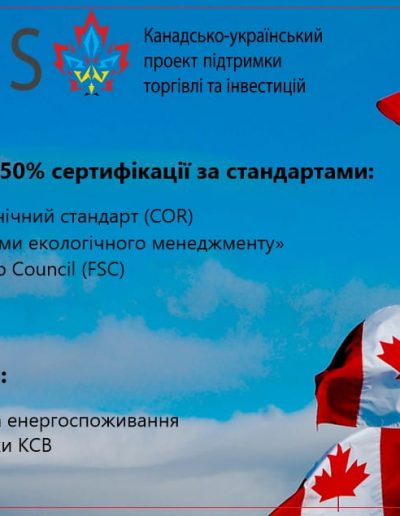 S
Канадсько-український
проект підтримки
торгівлі та інвестицій
50% сертифікації за стандартами:
нічний стандарт (COR)
ми екологічного менеджменту»
Council (FSC)
:
енергоспоживання
ки КСВ